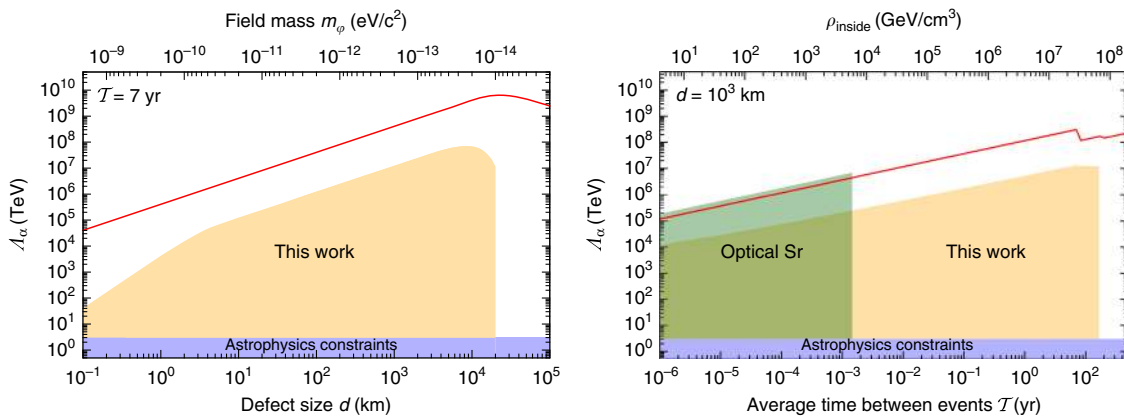 Field mass m_φ (eV/c²)
10⁻⁹ 10⁻¹⁰ 10⁻¹¹ 10⁻¹² 10⁻¹³ 10⁻¹⁴
𝒯 = 7 yr
10¹⁰
10⁹
10⁸
10⁷
10⁶
10⁵
10⁴
10³
10²
10¹
10⁰
Λ_α (TeV)
This work
Astrophysics constraints
10⁻¹ 10⁰ 10¹ 10² 10³ 10⁴ 10⁵
Defect size d (km)
ρ_inside (GeV/cm³)
10¹ 10² 10³ 10⁴ 10⁵ 10⁶ 10⁷ 10⁸
d = 10³ km
10¹⁰
10⁹
10⁸
10⁷
10⁶
10⁵
10⁴
10³
10²
10¹
10⁰
Λ_α (TeV)
Optical Sr
This work
Astrophysics constraints
10⁻⁶ 10⁻⁵ 10⁻⁴ 10⁻³ 10⁻² 10⁻¹ 10⁰ 10¹ 10²
Average time between events 𝒯 (yr)